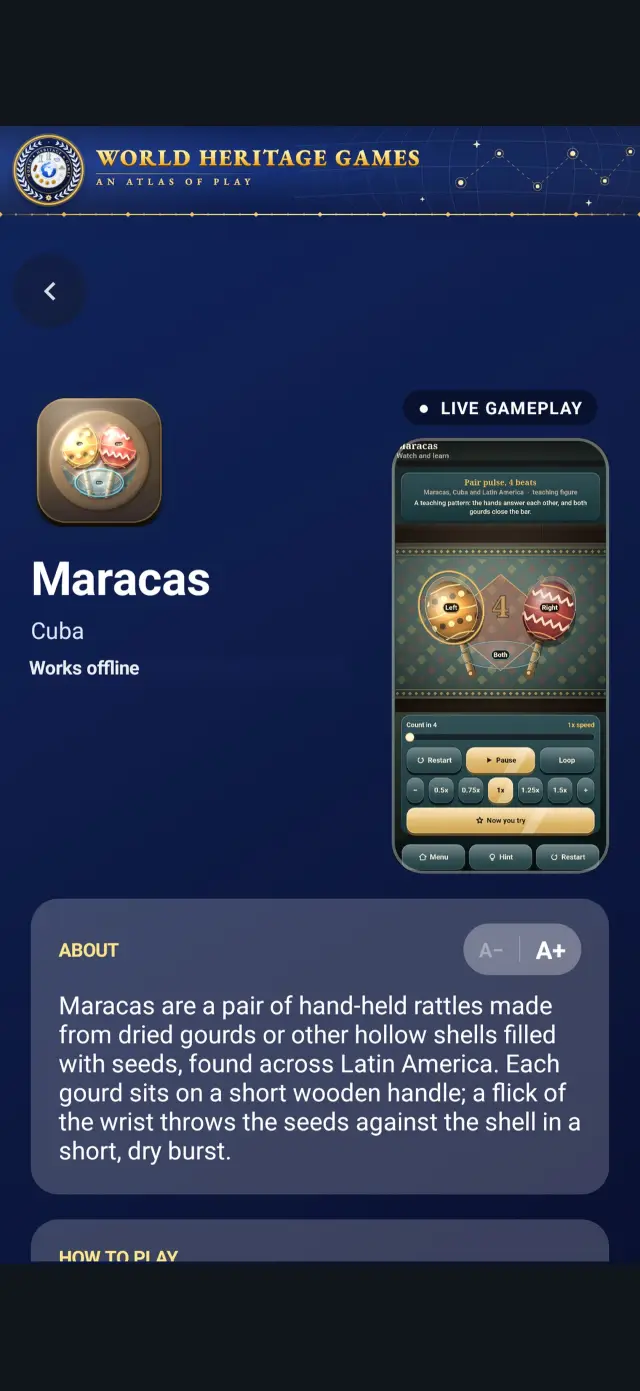 WORLD HERITAGE GAMES
AN ATLAS OF PLAY
LIVE GAMEPLAY
Maracas
Cuba
Works offline
Watch and learn
Pair pulse, 4 beats
Maracas, Cuba and Latin America · teaching figure
A teaching pattern: the hands answer each other, and both
gourds close the bar.
Left
4
Right
Both
Count in 4
1x speed
Restart
Pause
Loop
− 0.5x 0.75x 1x 1.25x 1.5x +
Now you try
Menu
Hint
Restart
ABOUT
A− A+
Maracas are a pair of hand-held rattles made
from dried gourds or other hollow shells filled
with seeds, found across Latin America. Each
gourd sits on a short wooden handle; a flick of
the wrist throws the seeds against the shell in a
short, dry burst.
HOW TO PLAY